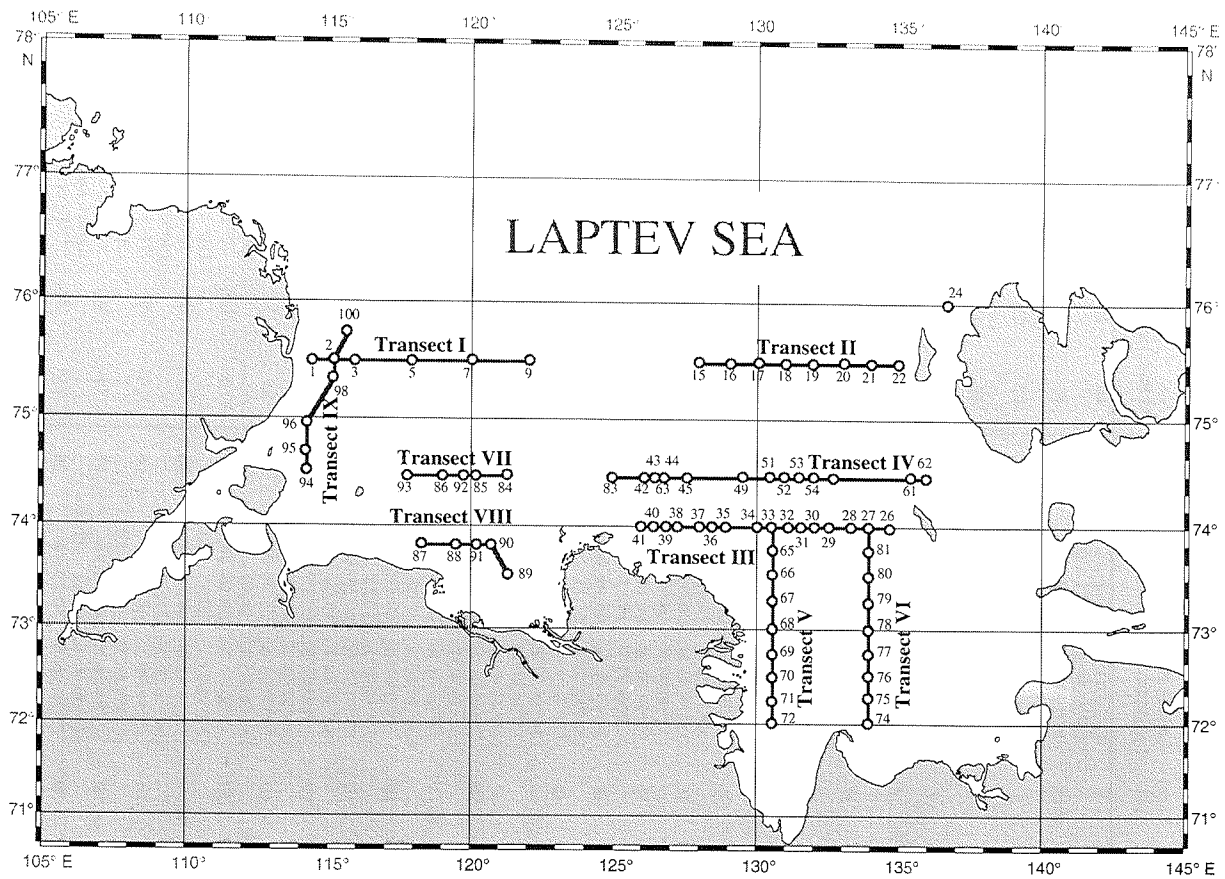 105° E 110° 115° 120° 125° 130° 135° 140° 145° E
78° 78°
N N
77° 77°
LAPTEV SEA
76° 76°
24
100
2 Transect I Transect II
1 3 5 7 9 15 16 17 18 19 20 21 22
98
75° 75°
96
95
94
Transect IX
Transect VII 43 44 51 53 Transect IV 62
93 86 92 85 84 83 42 63 45 49 52 54 61
74° 74°
Transect VIII 40 38 37 35 34 33 32 30 28 27 26
41 39 36 31 29
Transect III
87 88 91 90
89
65 81
66 80
67 79
73° 73°
68 78
69 77
70 76
71 75
72 74
Transect V Transect VI
72° 72°
71° 71°
105° E 110° 115° 120° 125° 130° 135° 140° 145° E